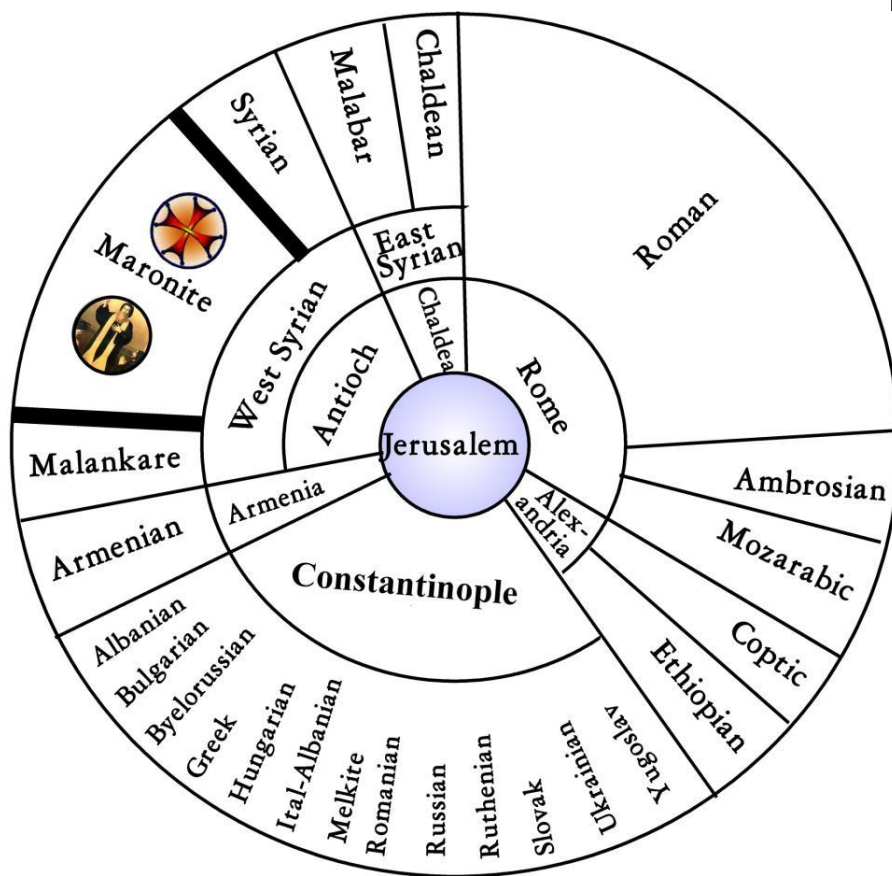 Jerusalem
Rome
Roman
Ambrosian
Mozarabic
Alex-
andria
Coptic
Ethiopian
Constantinople
Albanian
Bulgarian
Byelorussian
Greek
Hungarian
Ital-Albanian
Melkite
Romanian
Russian
Ruthenian
Slovak
Ukrainian
Yugoslav
Armenia
Armenian
Antioch
West Syrian
Malankare
Maronite
Syrian
Chaldea
East
Syrian
Malabar
Chaldean